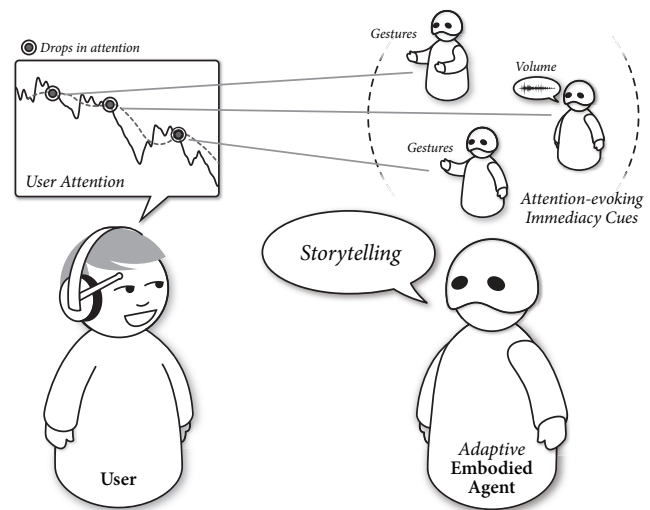 Drops in attention
Gestures
Volume
Gestures
User Attention
Attention-evoking
Immediacy Cues
Storytelling
User
Adaptive
Embodied
Agent